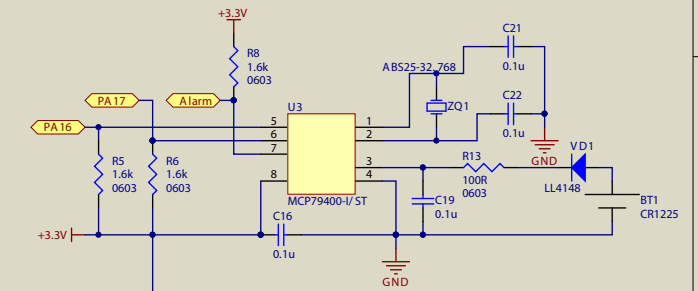 +3.3V
C21
R8
1.6k
0603
ABS25-32,768
0.1u
PA17
Alarm
U3
ZQ1
C22
PA16
5
1
0.1u
6
2
7
R5
1.6k
0603
R6
1.6k
0603
3
R13
VD1
GND
8
4
100R
0603
LL4148
MCP79400-I/ST
C19
0.1u
BT1
CR1225
C16
+3.3V
0.1u
GND